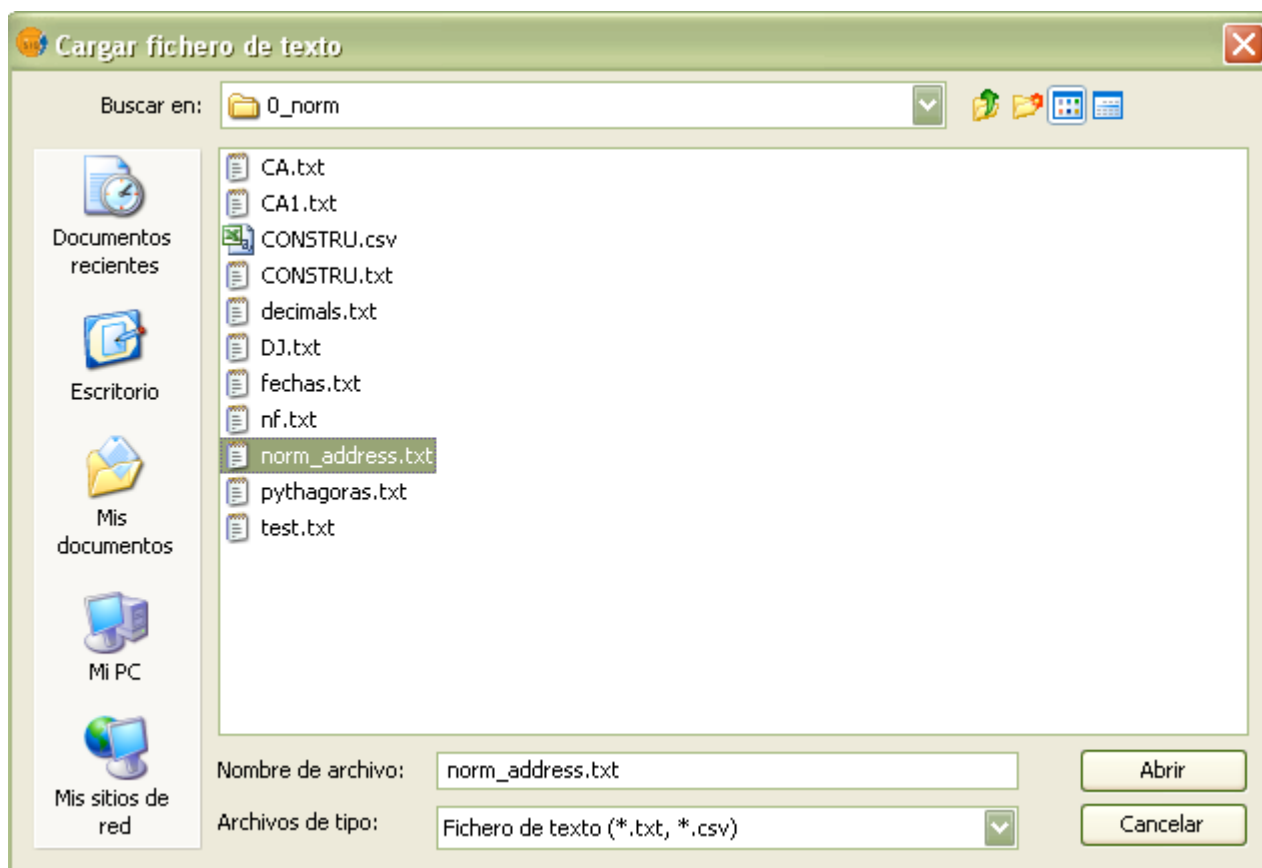 Cargar fichero de texto
Buscar en:
0_norm
Documentos
recientes
Escritorio
Mis
documentos
Mi PC
Mis sitios de
red
CA.txt
CA1.txt
CONSTRU.csv
CONSTRU.txt
decimals.txt
DJ.txt
fechas.txt
nf.txt
norm_address.txt
pythagoras.txt
test.txt
Nombre de archivo:
norm_address.txt
Abrir
Archivos de tipo:
Fichero de texto (*.txt, *.csv)
Cancelar